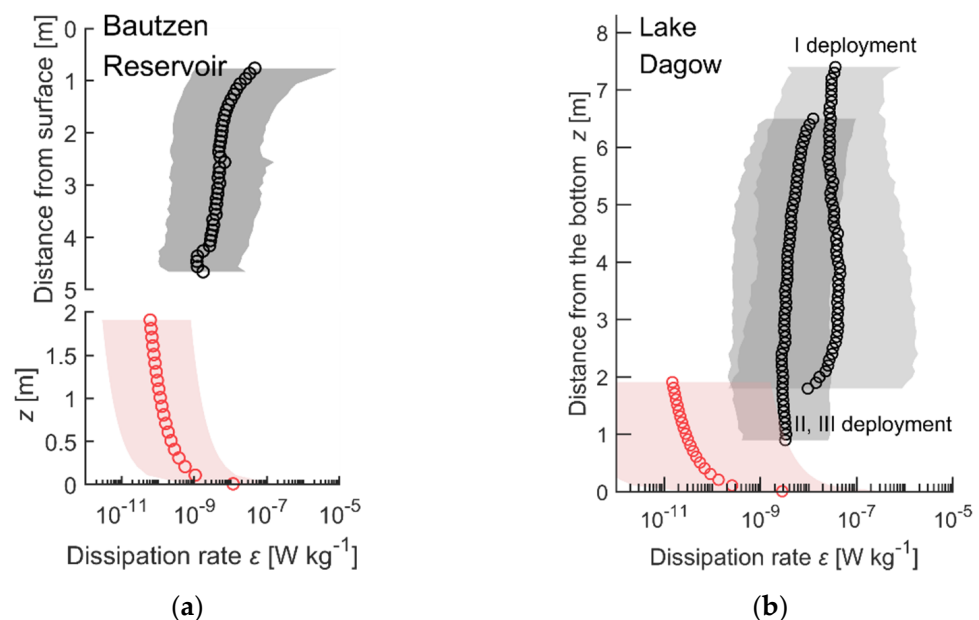 Bautzen
Reservoir
Distance from surface [m]
0
1
2
3
4
5
z [m]
2
1.5
1
0.5
0
10⁻¹¹
10⁻⁹
10⁻⁷
10⁻⁵
Dissipation rate ε [W kg⁻¹]
(a)
Lake
Dagow
I deployment
II, III deployment
Distance from the bottom z [m]
8
7
6
5
4
3
2
1
0
10⁻¹¹
10⁻⁹
10⁻⁷
10⁻⁵
Dissipation rate ε [W kg⁻¹]
(b)